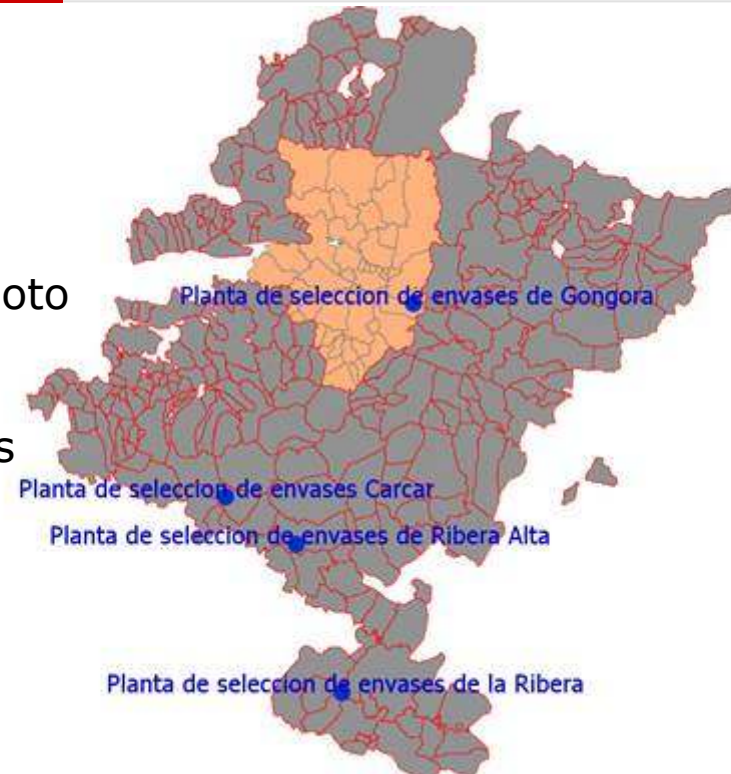 oto
Planta de seleccion de envases de Gongora
s
Planta de seleccion de envases Carcar
Planta de seleccion de envases de Ribera Alta
Planta de seleccion de envases de la Ribera